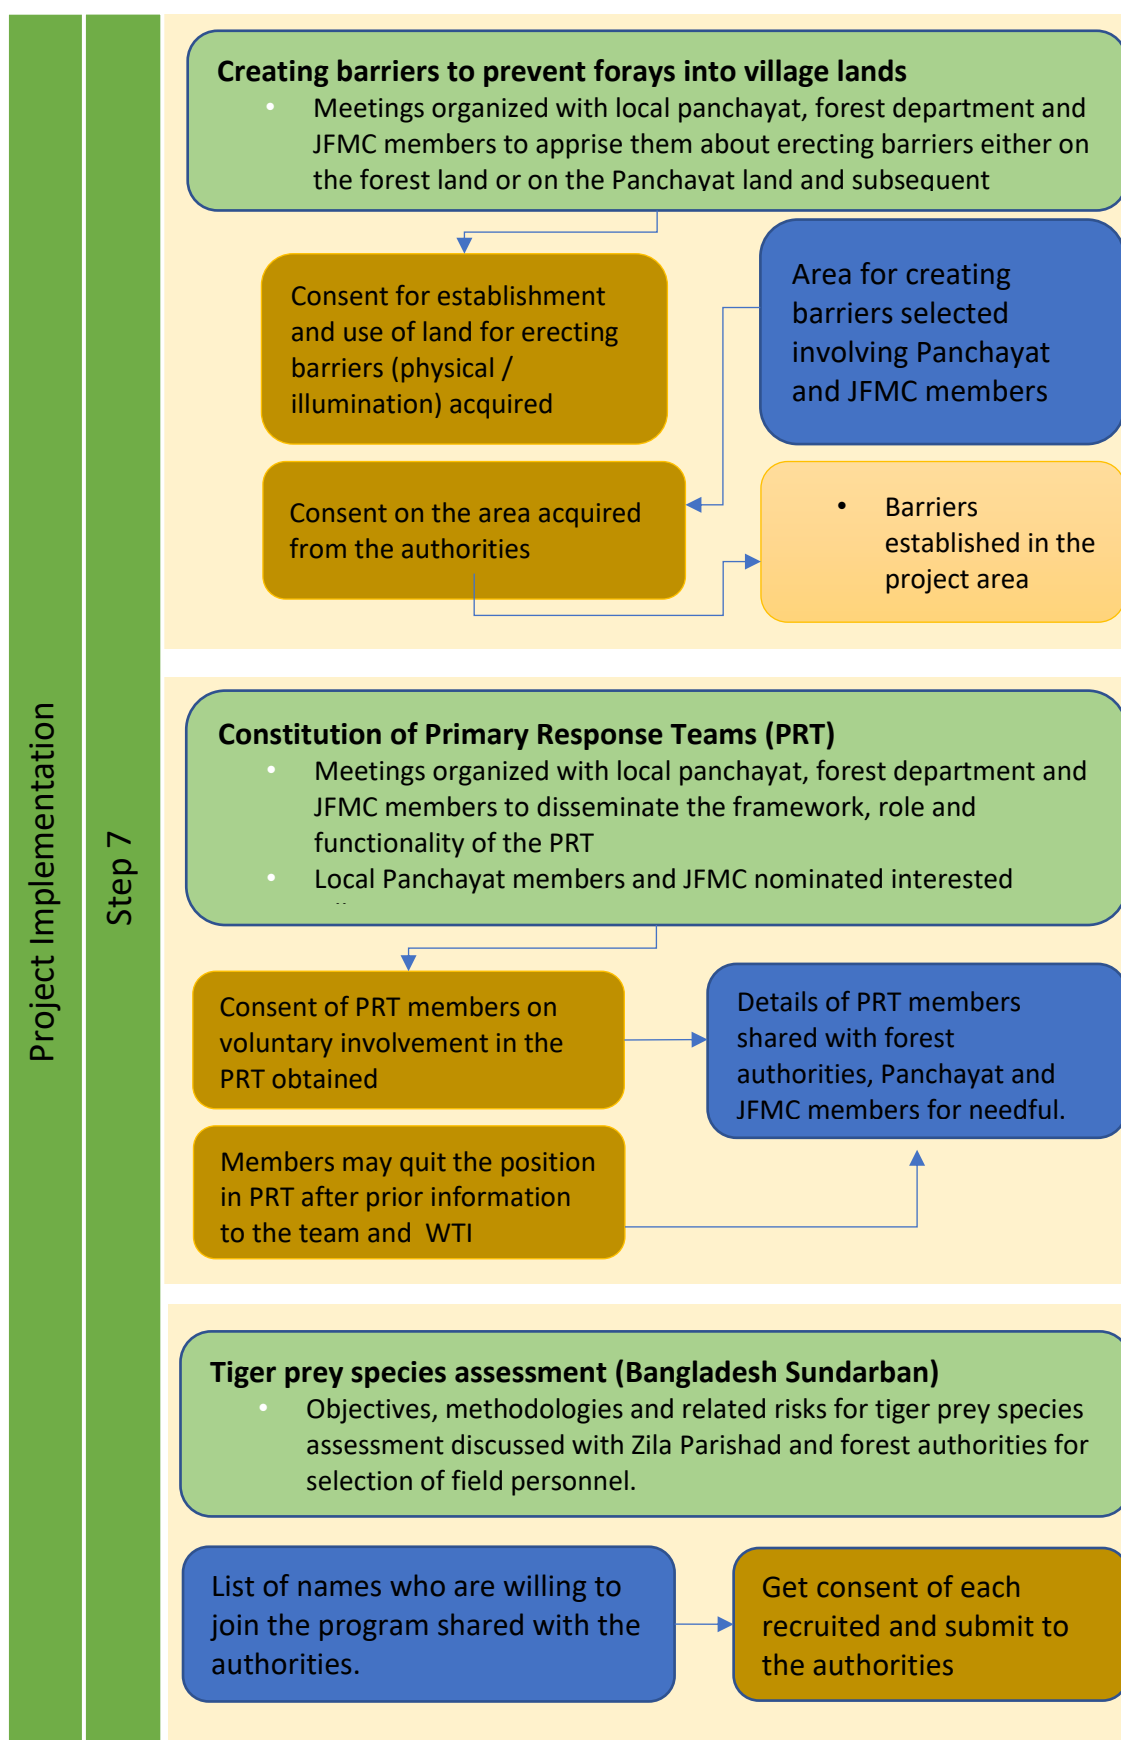 Project Implementation
Step 7
Creating barriers to prevent forays into village lands
• Meetings organized with local panchayat, forest department and
JFMC members to apprise them about erecting barriers either on
the forest land or on the Panchayat land and subsequent
Consent for establishment
and use of land for erecting
barriers (physical /
illumination) acquired
Area for creating
barriers selected
involving Panchayat
and JFMC members
Consent on the area acquired
from the authorities
• Barriers
established in the
project area
Constitution of Primary Response Teams (PRT)
• Meetings organized with local panchayat, forest department and
JFMC members to disseminate the framework, role and
functionality of the PRT
• Local Panchayat members and JFMC nominated interested
Consent of PRT members on
voluntary involvement in the
PRT obtained
Details of PRT members
shared with forest
authorities, Panchayat and
JFMC members for needful.
Members may quit the position
in PRT after prior information
to the team and WTI
Tiger prey species assessment (Bangladesh Sundarban)
• Objectives, methodologies and related risks for tiger prey species
assessment discussed with Zila Parishad and forest authorities for
selection of field personnel.
List of names who are willing to
join the program shared with the
authorities.
Get consent of each
recruited and submit to
the authorities